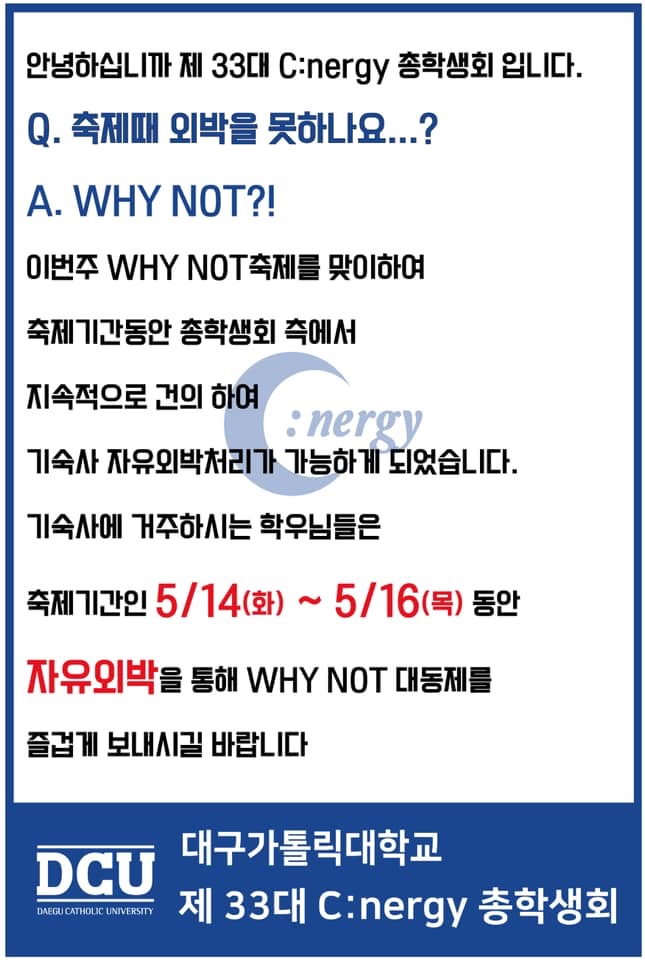 안녕하십니까 제 33대 C:nergy 총학생회 입니다.
Q. 축제때 외박을 못하나요...?
A. WHY NOT?!
이번주 WHY NOT축제를 맞이하여
축제기간동안 총학생회 측에서
지속적으로 건의 하여
:nergy
기숙사 자유외박처리가 가능하게 되었습니다.
기숙사에 거주하시는 학우님들은
축제기간인 5/14(화) ~ 5/16(목) 동안
자유외박을 통해 WHY NOT 대동제를
즐겁게 보내시길 바랍니다
DCU
DAEGU CATHOLIC UNIVERSITY
대구가톨릭대학교
제 33대 C:nergy 총학생회